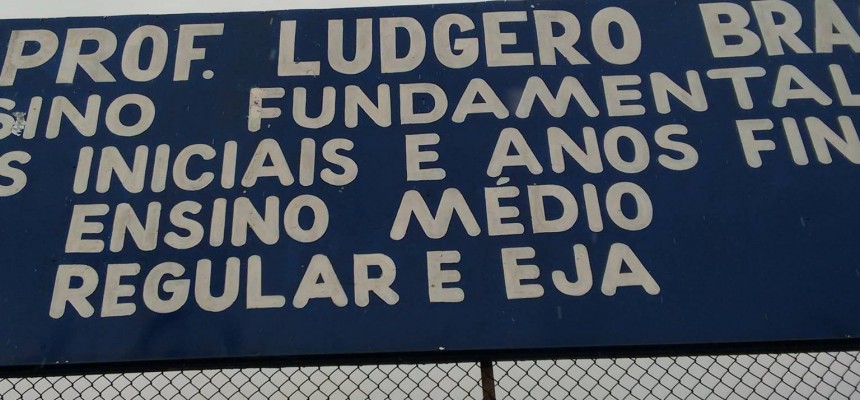 PROF. LUDGERO BRA
SINO FUNDAMENTAL
S INICIAIS E ANOS FIN
ENSINO MÉDIO
REGULAR E EJA